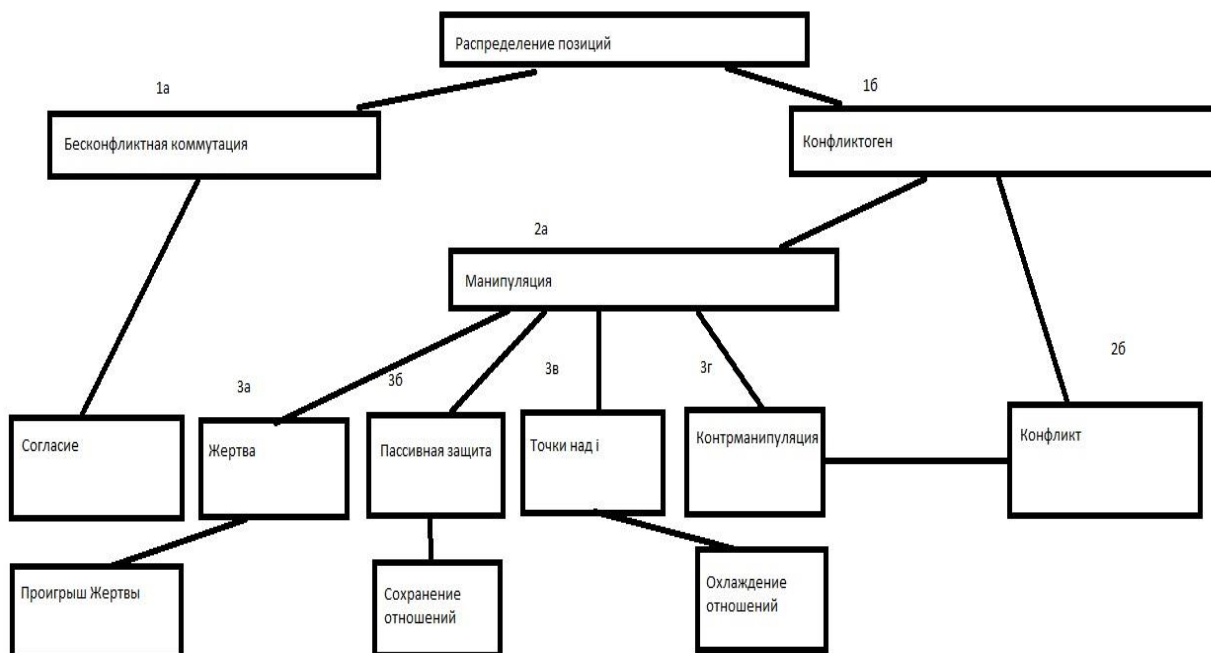 Распределение позиций
1а
1б
Бесконфликтная коммутация
Конфликтоген
2а
Манипуляция
2б
3а
3б
3в
3г
Согласие
Жертва
Пассивная защита
Точки над i
Контрманипуляция
Конфликт
Проигрыш Жертвы
Сохранение
отношений
Охлаждение
отношений